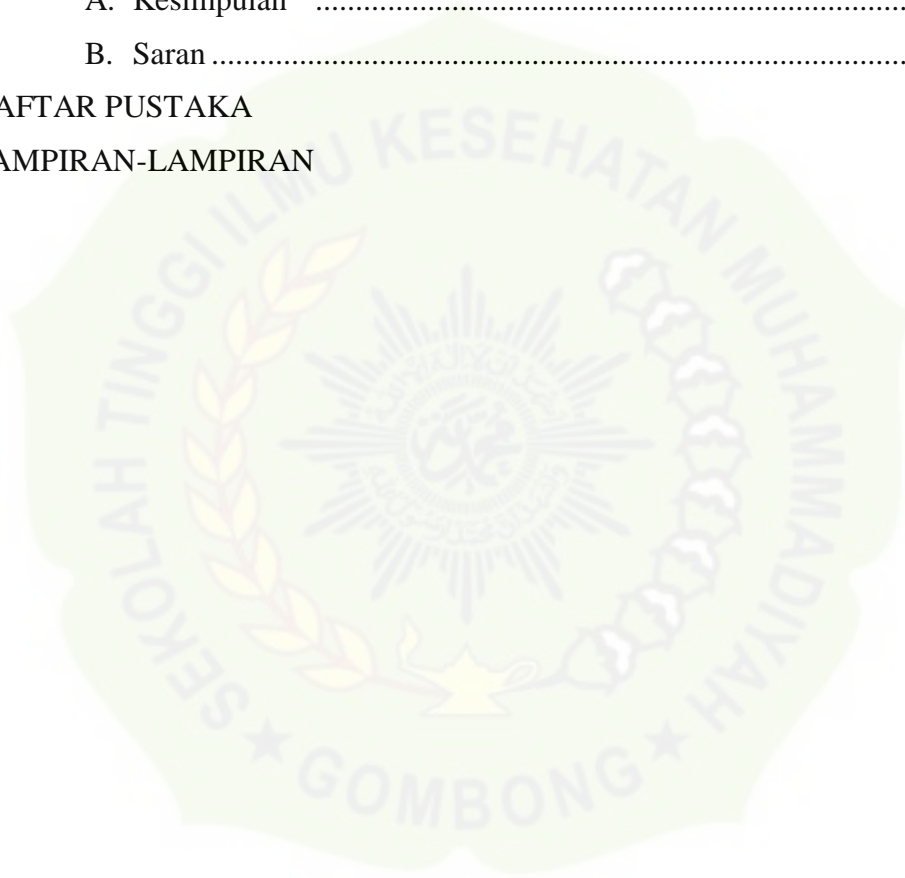 A. Kesimpulan ........................................................................
B. Saran ......................................................................................
AFTAR PUSTAKA
AMPIRAN-LAMPIRAN
SEKOLAH TINGGI ILMU KESEHATAN MUHAMMADIYAH
★ GOMBONG ★